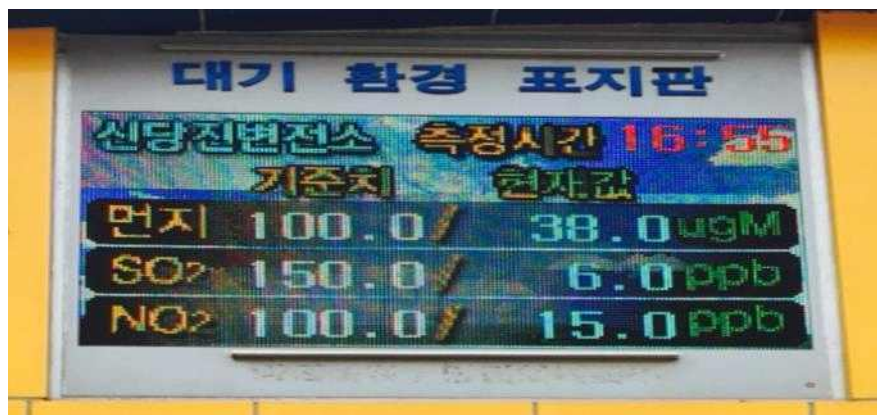 대기 환경 표지판
신당진변전소 측정시간 16:55
기준치 현재값
먼지 100.0/ 38.0ugM
SO2 150.0/ 6.0ppb
NO2 100.0/ 15.0ppb